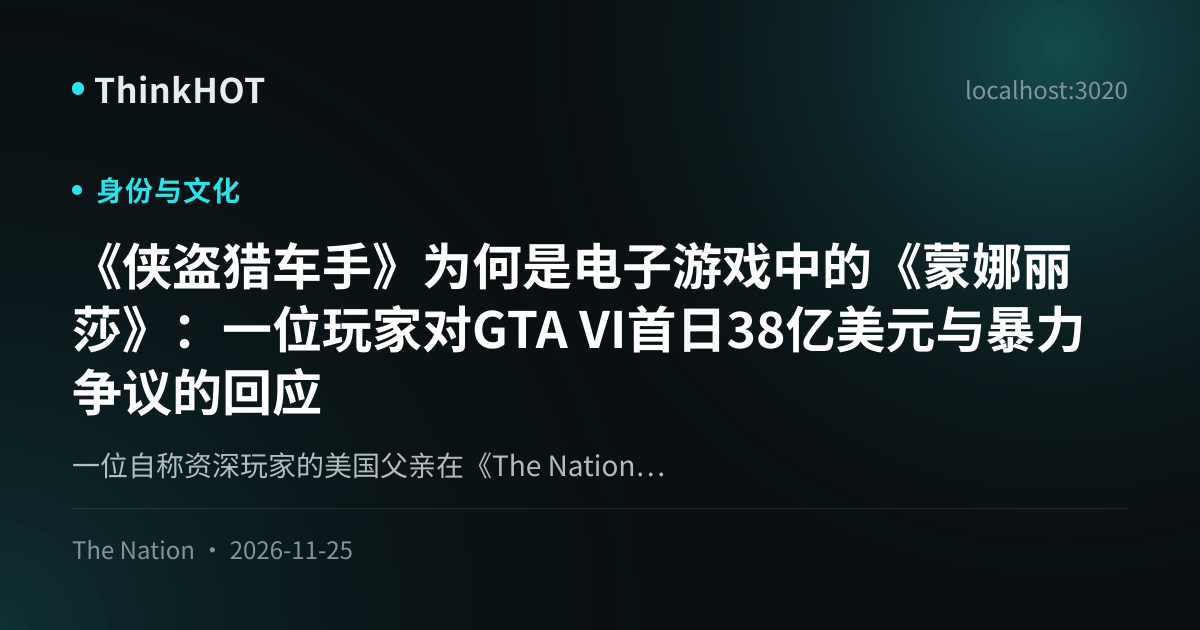 ThinkHOT
localhost:3020
身份与文化
《侠盗猎车手》为何是电子游戏中的《蒙娜丽
莎》：一位玩家对GTA VI首日38亿美元与暴力
争议的回应
一位自称资深玩家的美国父亲在《The Nation…
The Nation · 2026-11-25